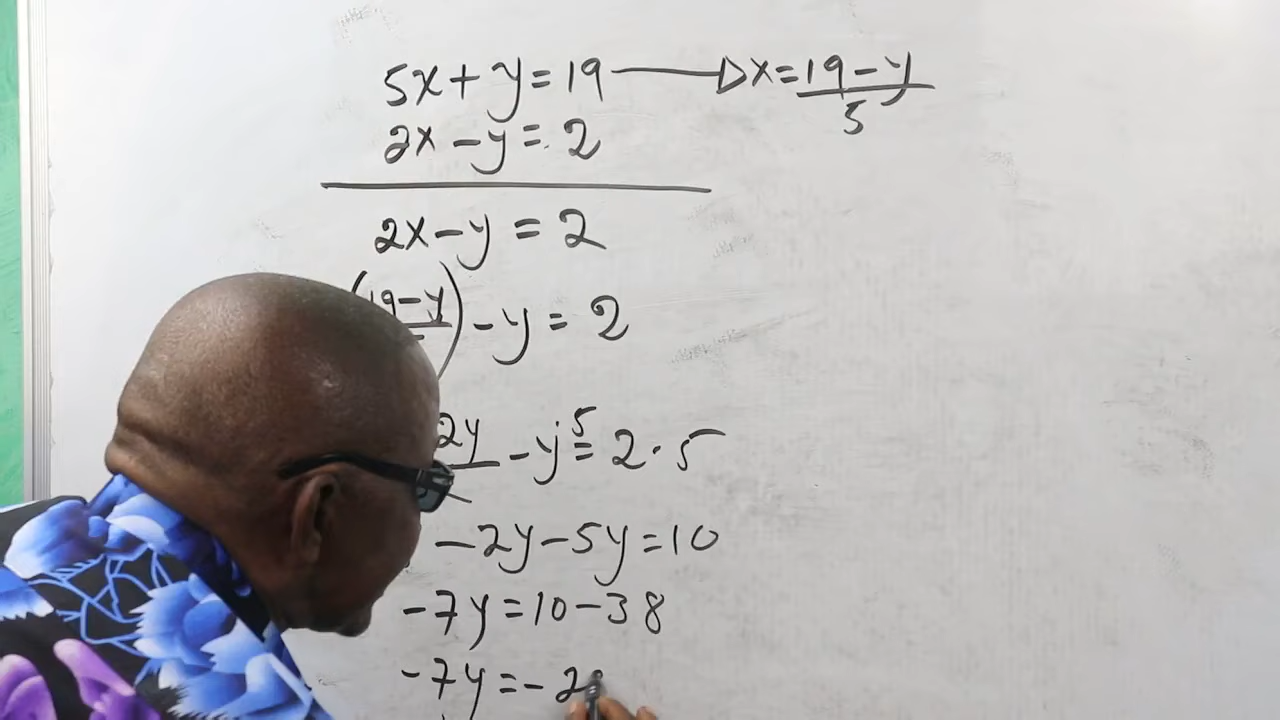 5x + y = 19 —▷ x = (19 - y)/5
2x - y = 2
2x - y = 2
(19 - y) - y = 2
2y - y·5 = 2·5
- 2y - 5y = 10
-7y = 10 - 38
-7y = - 2